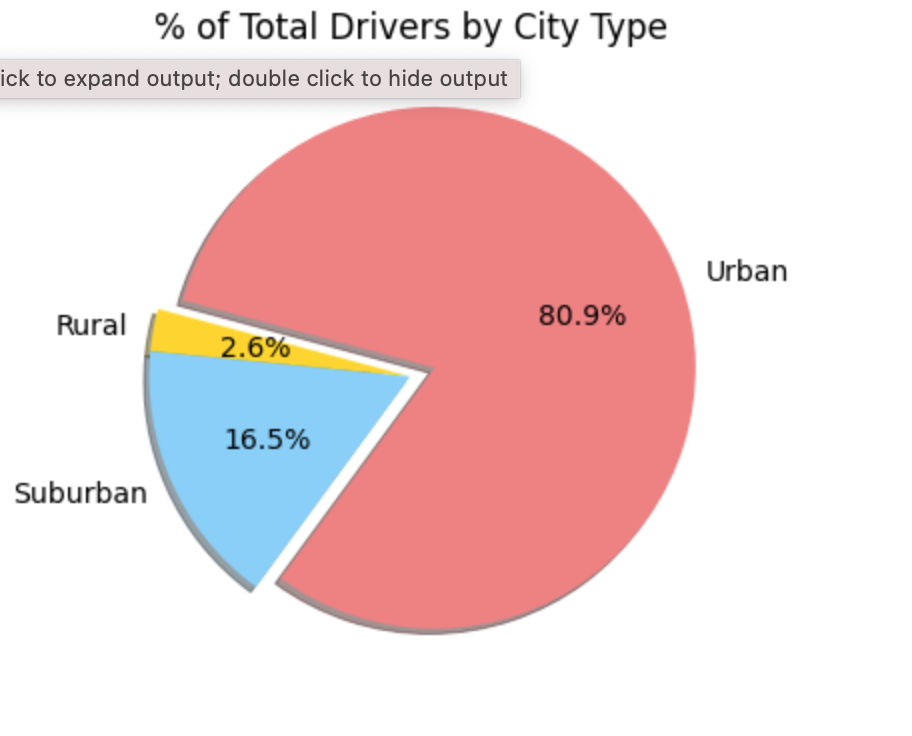 % of Total Drivers by City Type
ick to expand output; double click to hide output
Urban
80.9%
Rural
2.6%
16.5%
Suburban